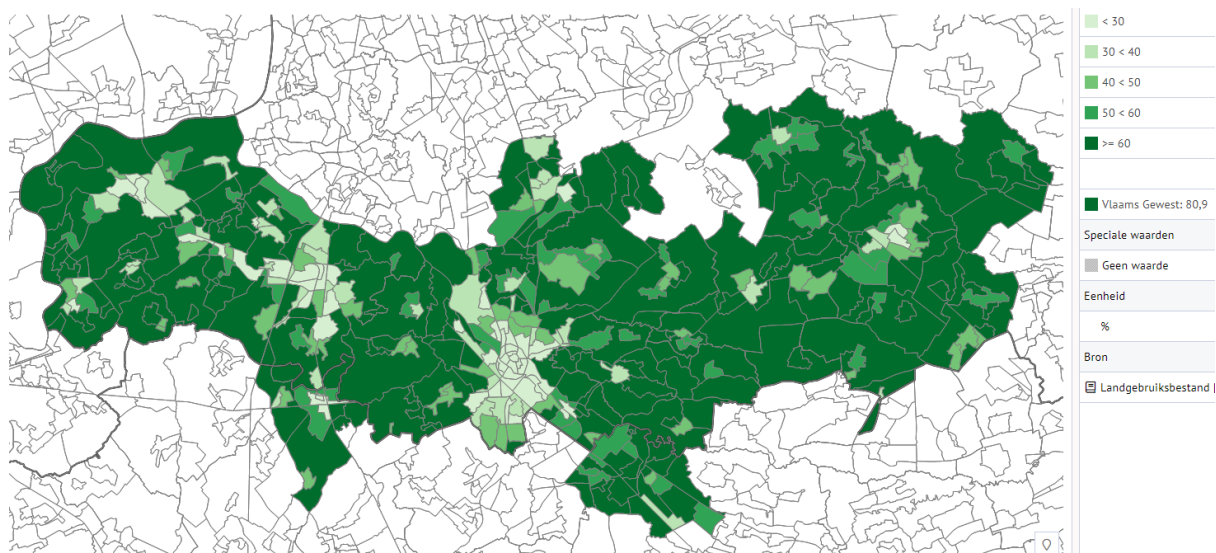 < 30
30 < 40
40 < 50
50 < 60
>= 60
Vlaams Gewest: 80,9
Speciale waarden
Geen waarde
Eenheid
%
Bron
Landgebruiksbestand